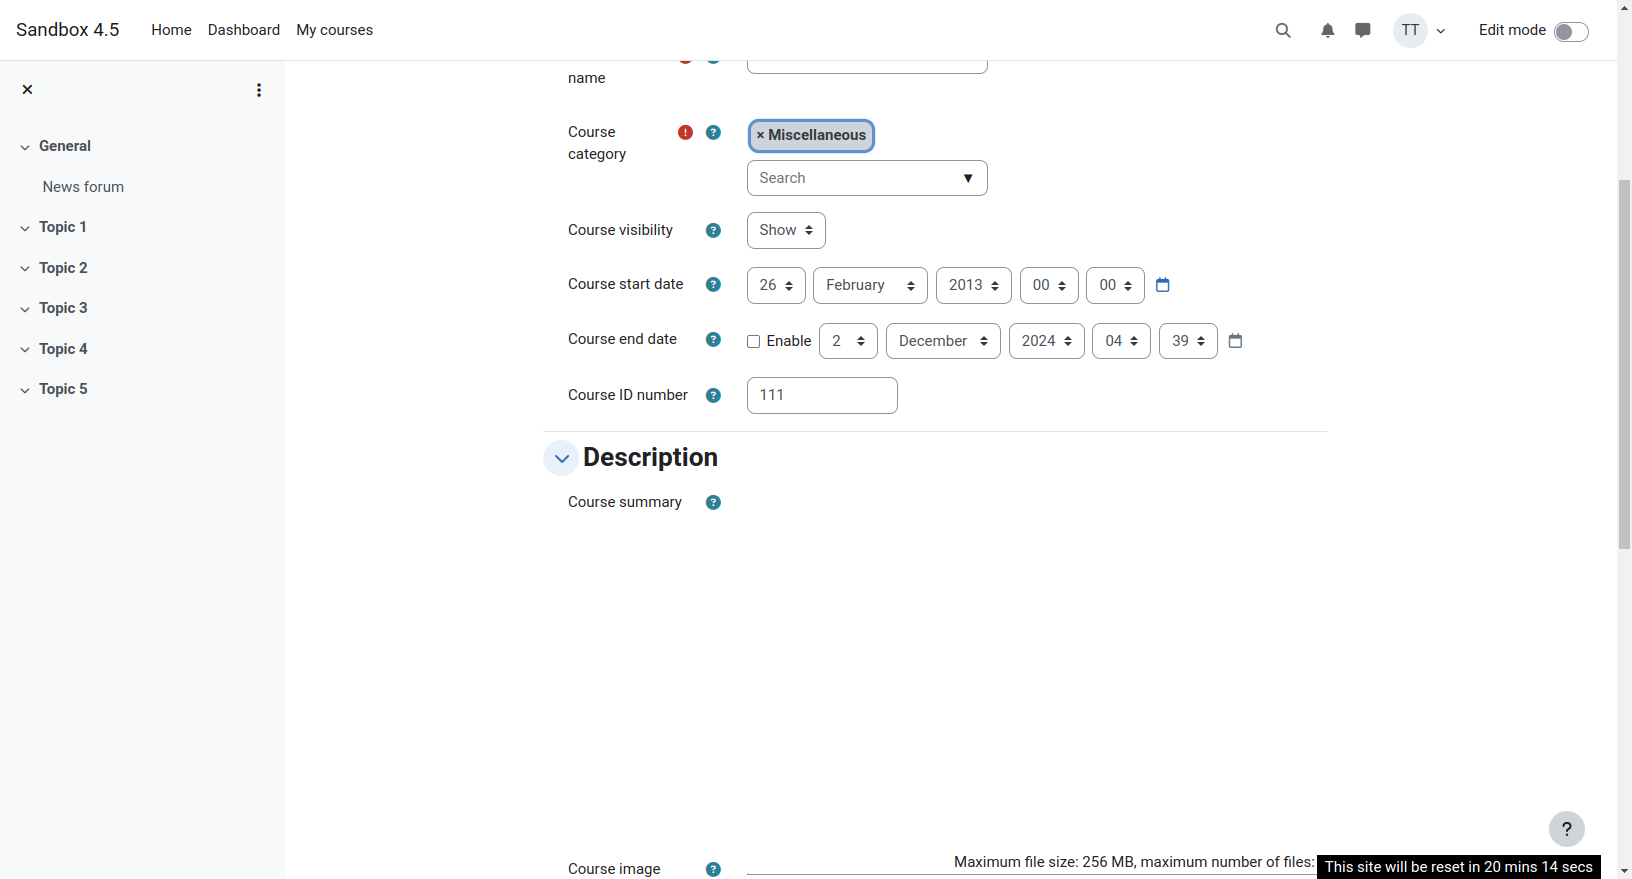 Sandbox 4.5 Home Dashboard My courses TT Edit mode
General
News forum
Topic 1
Topic 2
Topic 3
Topic 4
Topic 5
name
Course category ! ? × Miscellaneous
Search ▼
Course visibility ? Show
Course start date ? 26 February 2013 00 00
Course end date ? Enable 2 December 2024 04 39
Course ID number ? 111
Description
Course summary ?
?
Course image ? Maximum file size: 256 MB, maximum number of files:
This site will be reset in 20 mins 14 secs